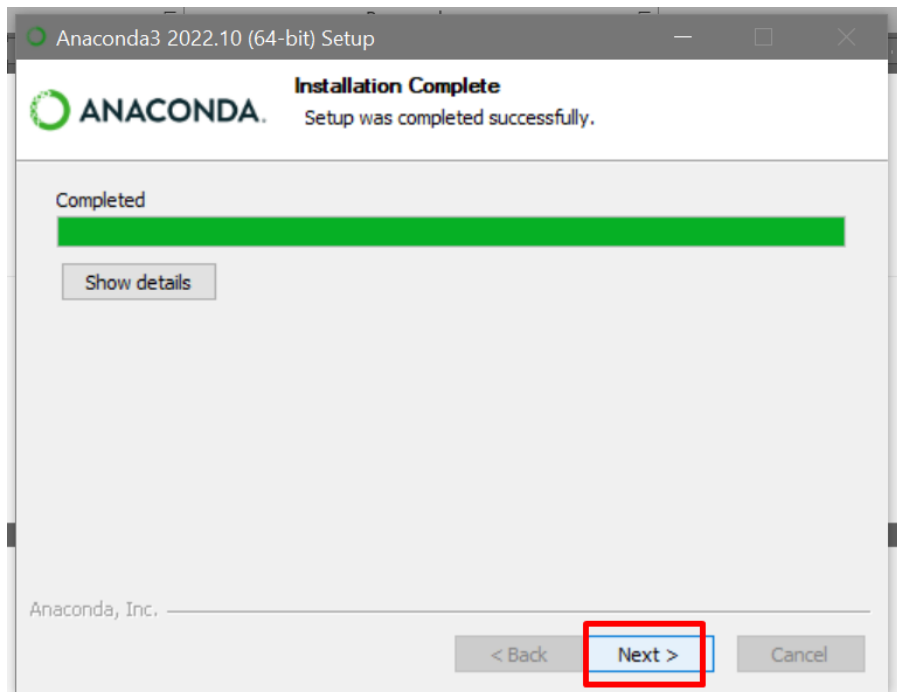 Anaconda3 2022.10 (64-bit) Setup
ANACONDA.
Installation Complete
Setup was completed successfully.
Completed
Show details
Anaconda, Inc.
< Back
Next >
Cancel